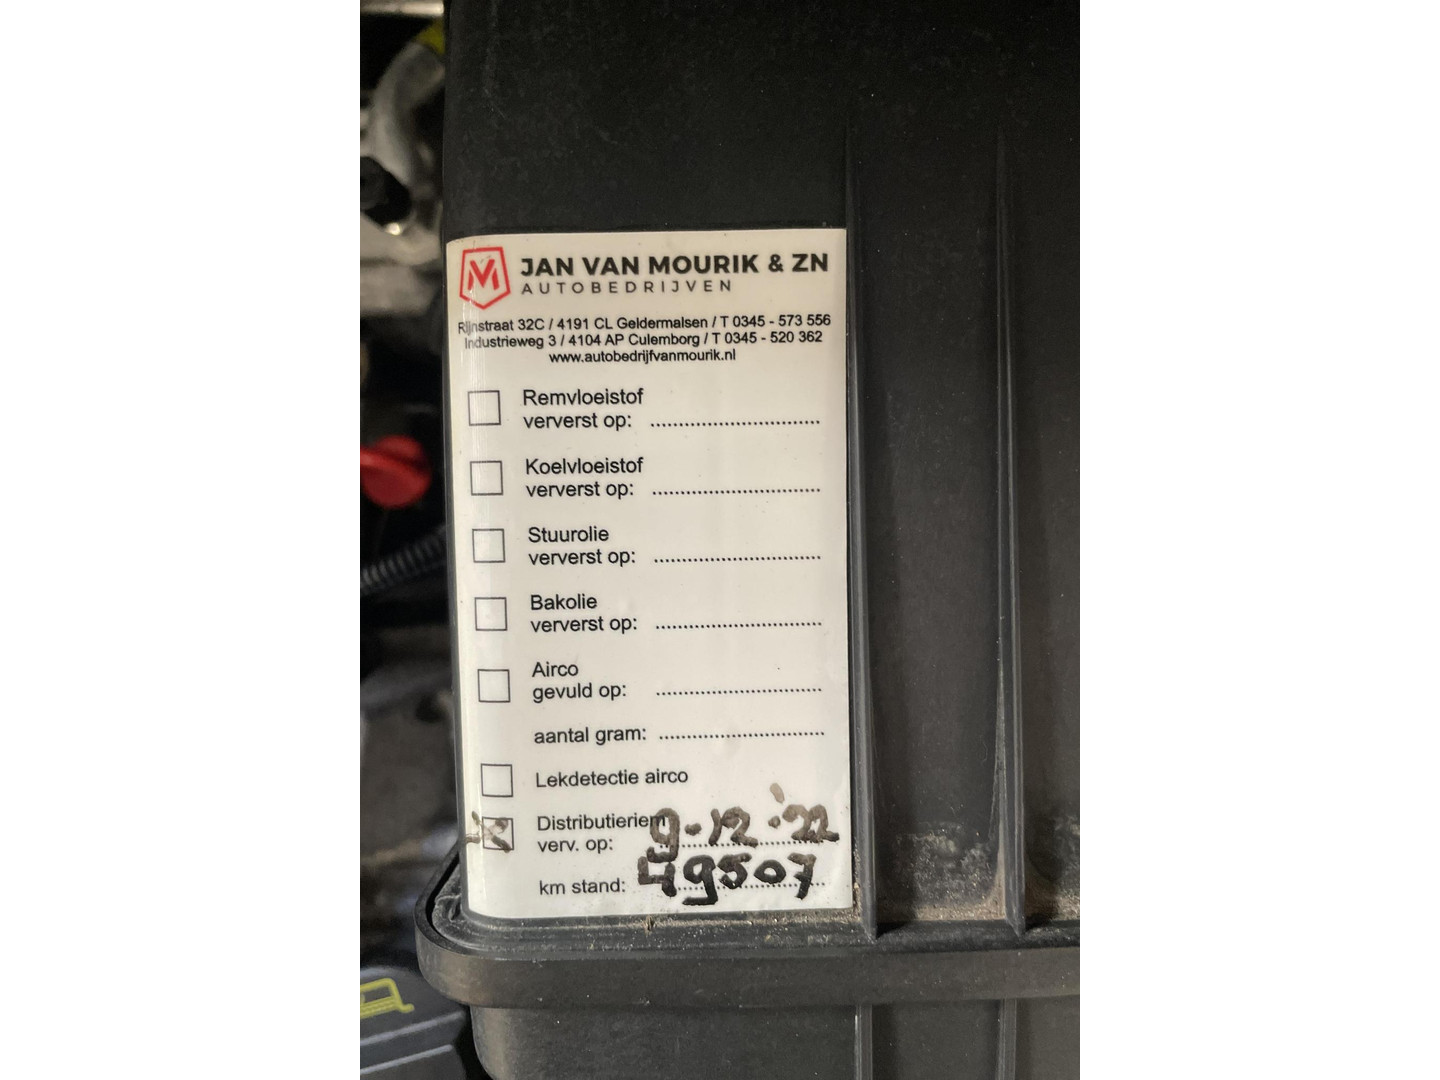 JAN VAN MOURIK & ZN
AUTOBEDRIJVEN
Rijnstraat 32C / 4191 CL Geldermalsen / T 0345 - 573 556
Industrieweg 3 / 4104 AP Culemborg / T 0345 - 520 362
www.autobedrijfvanmourik.nl
Remvloeistof
ververst op: ................................
Koelvloeistof
ververst op: ................................
Stuurolie
ververst op: ................................
Bakolie
ververst op: ................................
Airco
gevuld op: ................................
aantal gram: ................................
Lekdetectie airco
Distributieriem
verv. op: 9-12-'22
km stand: 49507